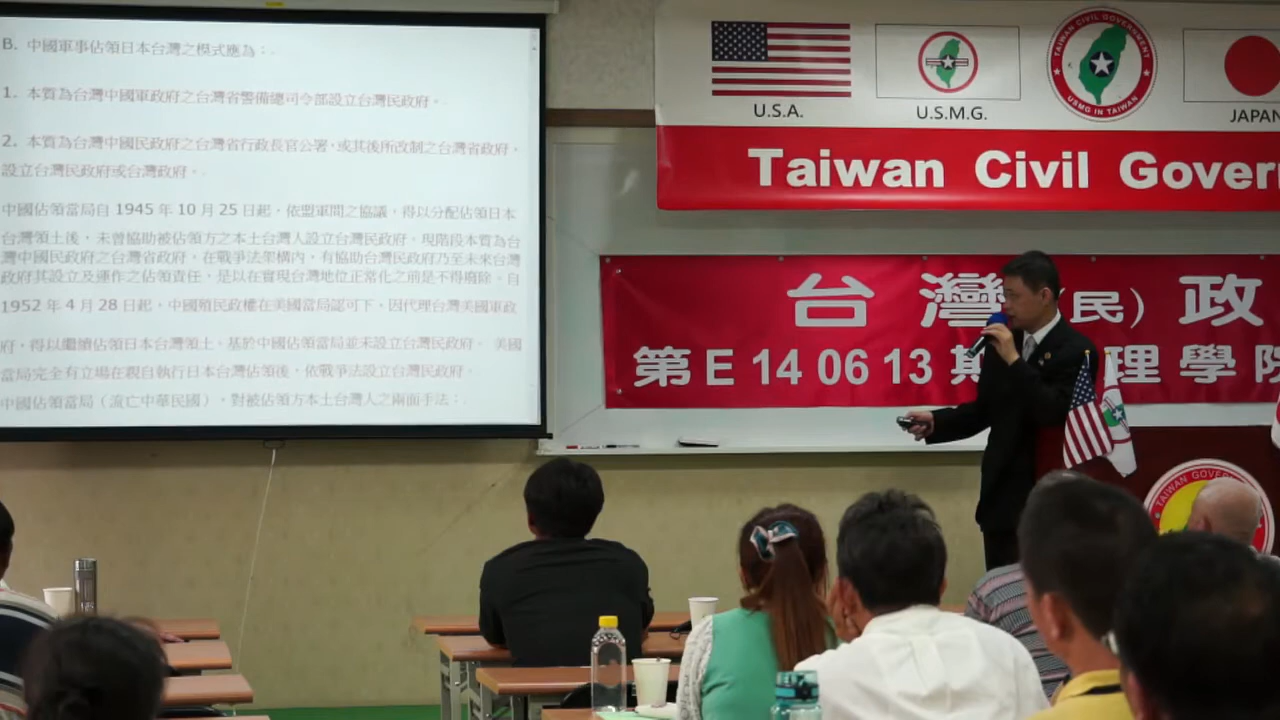 B. 中國軍事佔領日本台灣之模式應為：
1. 本質為台灣中國軍政府之台灣省警備總司令部設立台灣民政府。
2. 本質為台灣中國民政府之台灣省行政長官公署，或其後所改制之台灣省政府，
設立台灣民政府或台灣政府。
中國佔領當局自 1945 年 10 月 25 日起，依盟軍間之協議，得以分配佔領日本
台灣領土後，未曾協助被佔領方之本土台灣人設立台灣民政府。現階段本質為台
灣中國民政府之台灣省政府，在戰爭法架構內，有協助台灣民政府乃至未來台灣
政府其設立及運作之佔領責任，是以在實現台灣地位正常化之前是不得廢除。自
1952 年 4 月 28 日起，中國殖民政權在美國當局認可下，因代理台灣美國軍政
府，得以繼續佔領日本台灣領土。基於中國佔領當局並未設立台灣民政府。 美國
當局完全有立場在親自執行日本台灣佔領後，依戰爭法設立台灣民政府。
中國佔領當局（流亡中華民國），對被佔領方本土台灣人之兩面手法：
U.S.A.
U.S.M.G.
TAIWAN CIVIL GOVERNMENT
USMG IN TAIWAN
JAPAN
Taiwan Civil Gover
台灣（民）政
第 E 14 06 13 期 理學院
TAIWAN GOVER